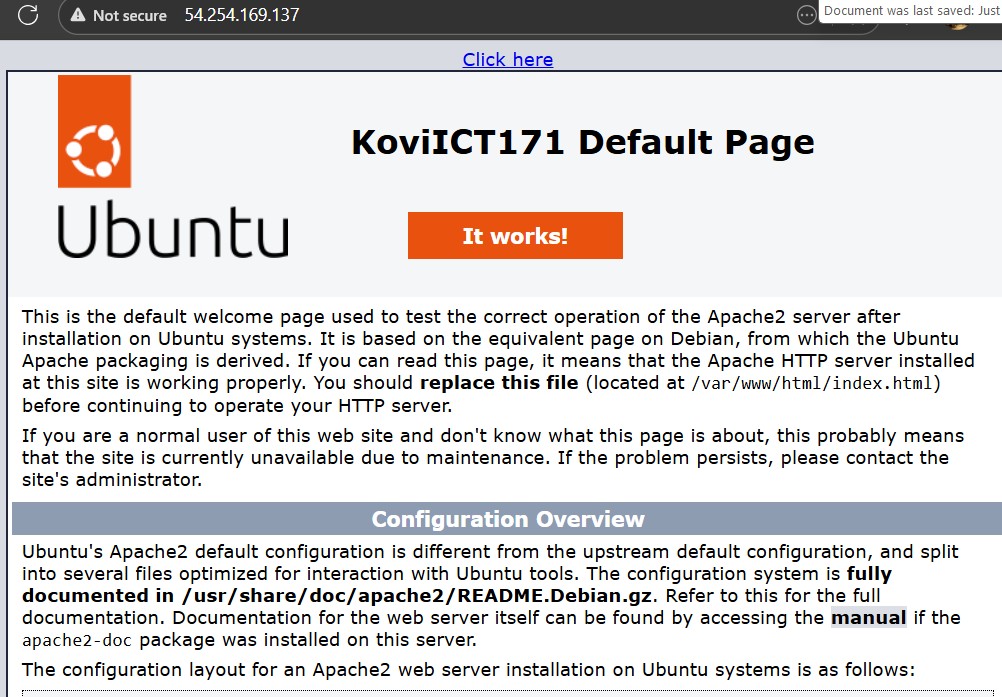 Not secure 54.254.169.137
Document was last saved: Just
Click here
KoviICT171 Default Page
Ubuntu
It works!
This is the default welcome page used to test the correct operation of the Apache2 server after
installation on Ubuntu systems. It is based on the equivalent page on Debian, from which the Ubuntu
Apache packaging is derived. If you can read this page, it means that the Apache HTTP server installed
at this site is working properly. You should replace this file (located at /var/www/html/index.html)
before continuing to operate your HTTP server.
If you are a normal user of this web site and don't know what this page is about, this probably means
that the site is currently unavailable due to maintenance. If the problem persists, please contact the
site's administrator.
Configuration Overview
Ubuntu's Apache2 default configuration is different from the upstream default configuration, and split
into several files optimized for interaction with Ubuntu tools. The configuration system is fully
documented in /usr/share/doc/apache2/README.Debian.gz. Refer to this for the full
documentation. Documentation for the web server itself can be found by accessing the manual if the
apache2-doc package was installed on this server.
The configuration layout for an Apache2 web server installation on Ubuntu systems is as follows: